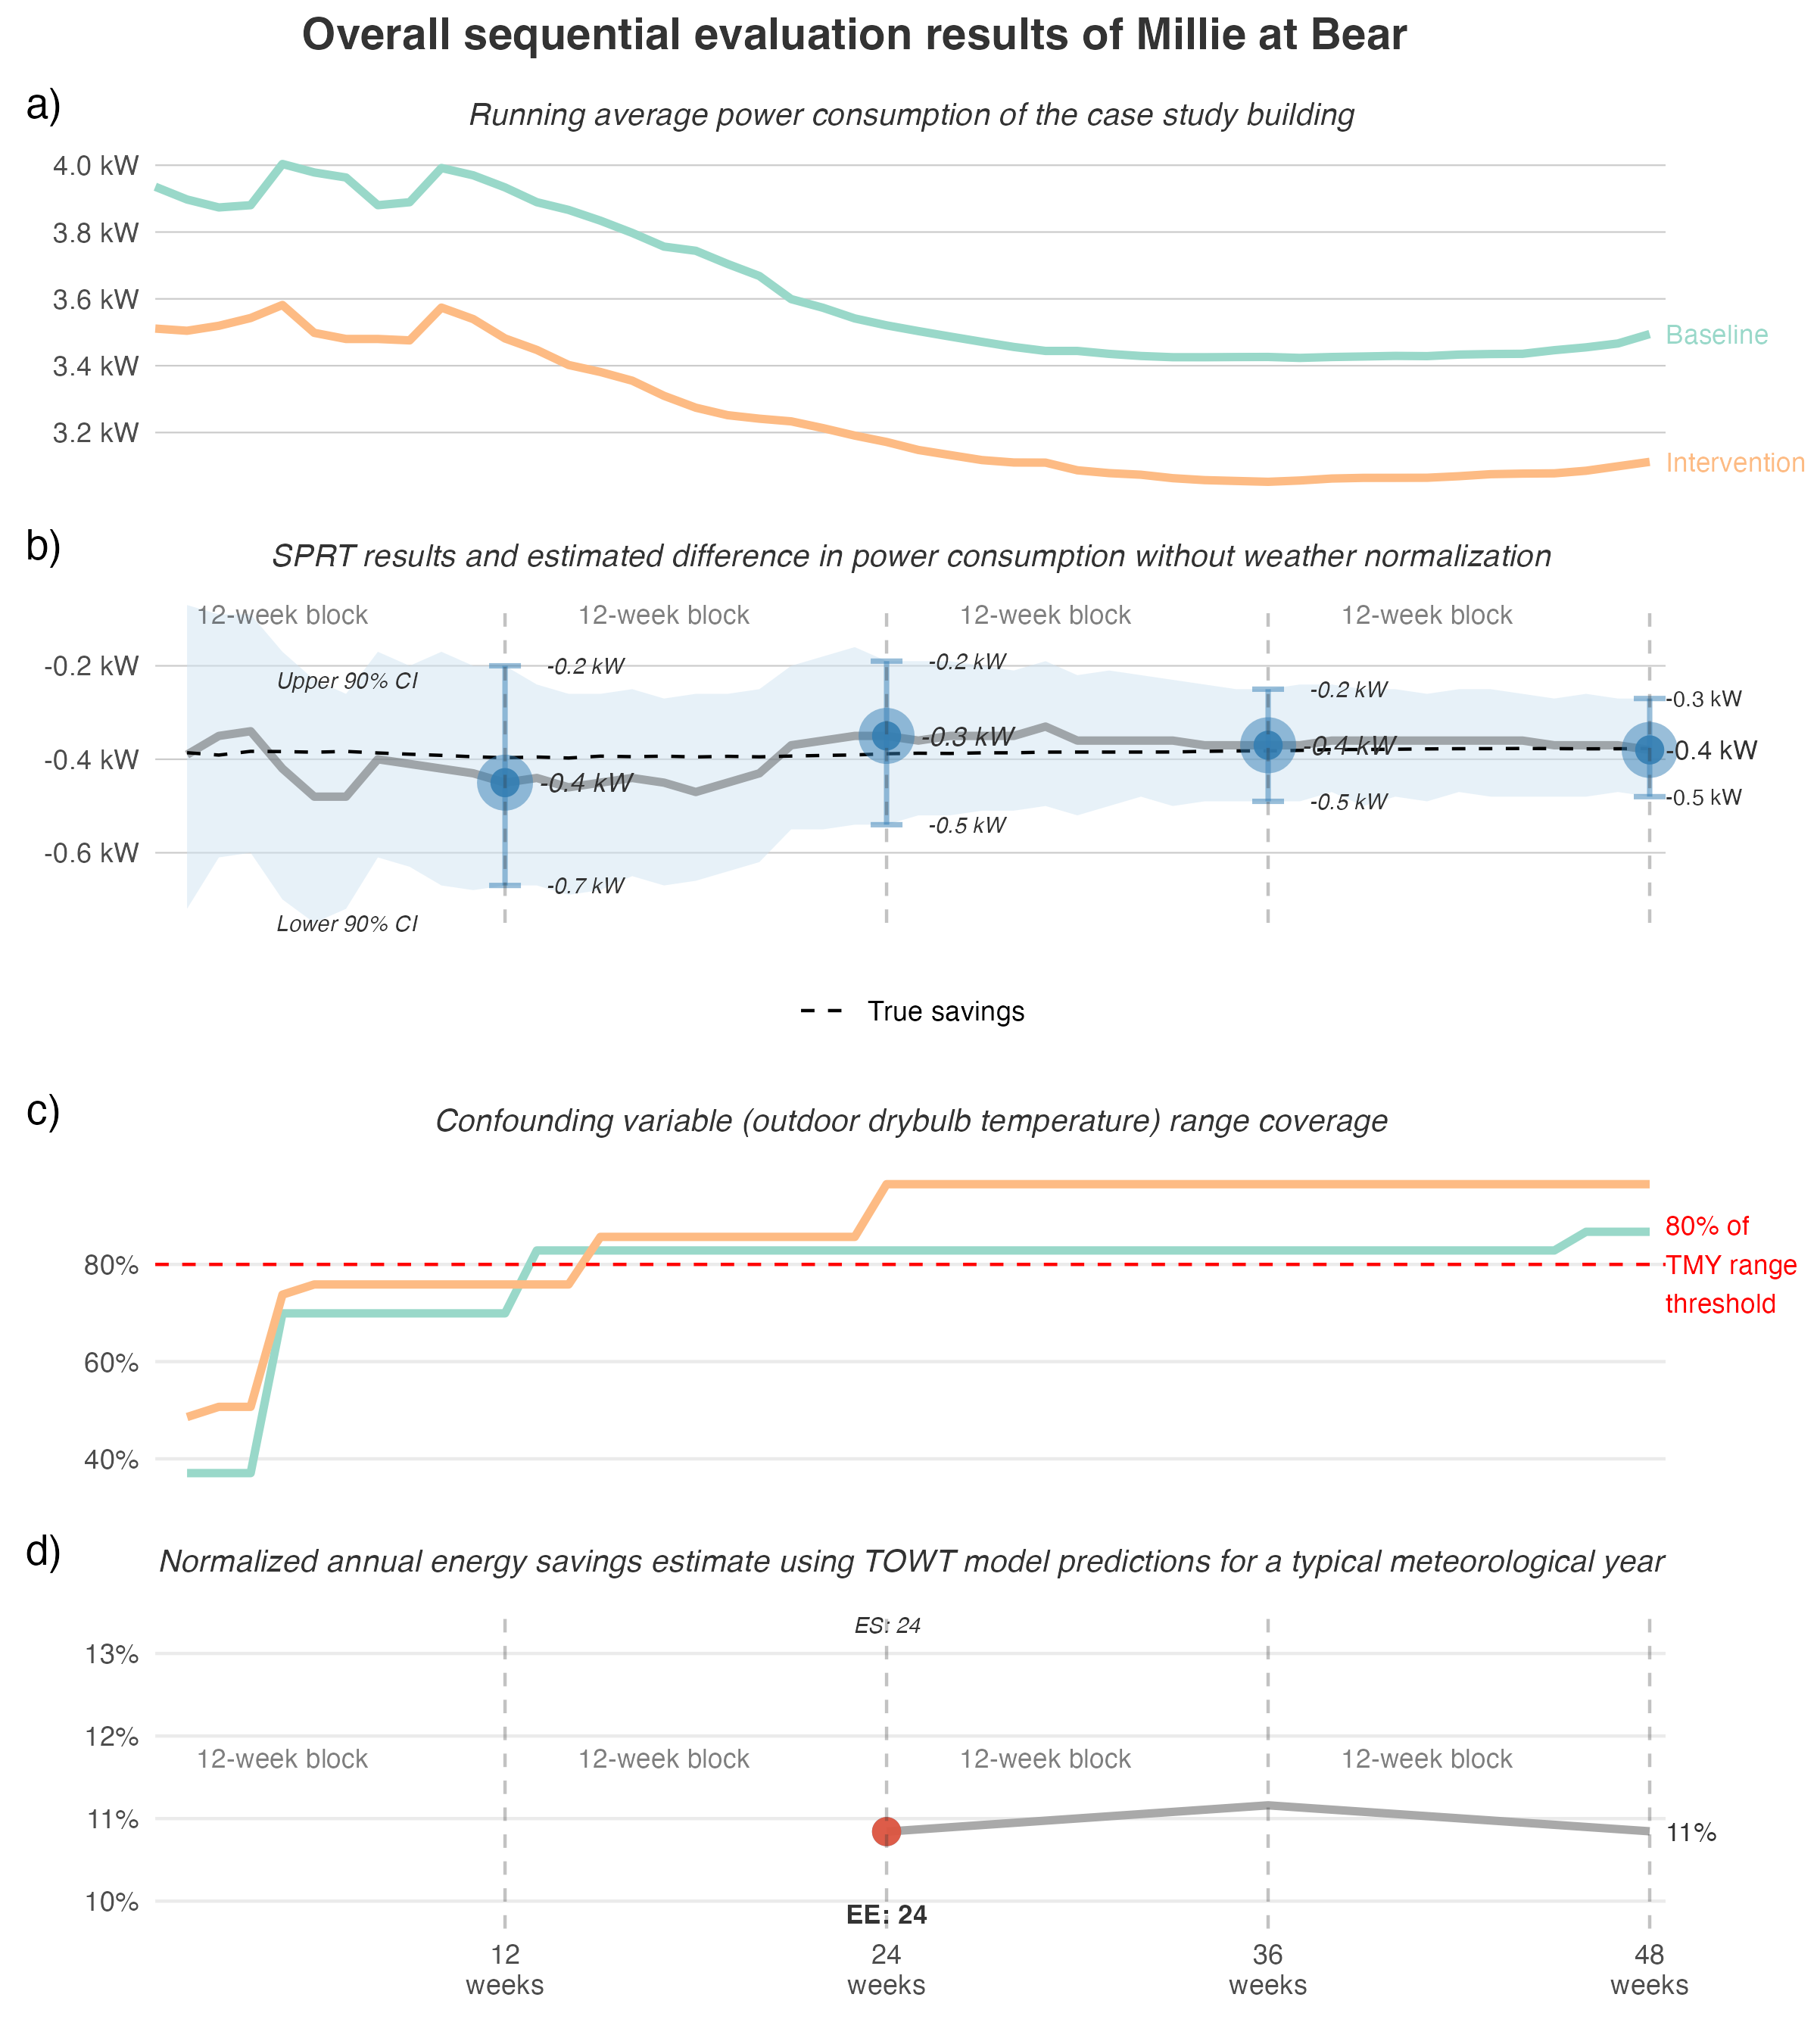 Overall sequential evaluation results of Millie at Bear
a)
Running average power consumption of the case study building
4.0 kW
3.8 kW
3.6 kW
3.4 kW
3.2 kW
Baseline
Intervention
b)
SPRT results and estimated difference in power consumption without weather normalization
12-week block 12-week block 12-week block 12-week block
-0.2 kW
-0.4 kW
-0.6 kW
Upper 90% CI
Lower 90% CI
-0.2 kW
-0.4 kW
-0.7 kW
-0.2 kW
-0.3 kW
-0.5 kW
-0.2 kW
-0.4 kW
-0.5 kW
-0.3 kW
-0.4 kW
-0.5 kW
True savings
c)
Confounding variable (outdoor drybulb temperature) range coverage
80%
60%
40%
80% of
TMY range
threshold
d)
Normalized annual energy savings estimate using TOWT model predictions for a typical meteorological year
ES: 24
13%
12%
11%
10%
12-week block 12-week block 12-week block 12-week block
11%
EE: 24
12
weeks
24
weeks
36
weeks
48
weeks